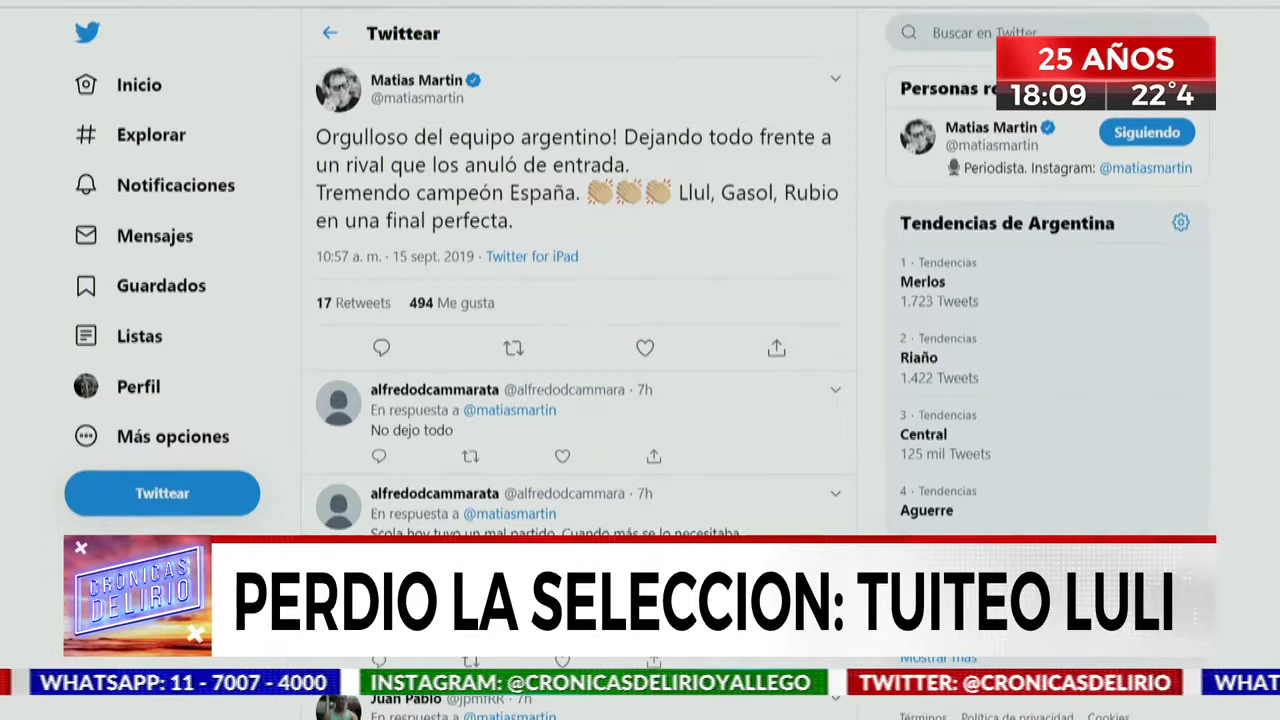 Twittear
Buscar en Twitter
25 AÑOS
18:09 22°4
Inicio
Explorar
Notificaciones
Mensajes
Guardados
Listas
Perfil
Más opciones
Twittear
Matias Martin
@matiasmartin
Orgulloso del equipo argentino! Dejando todo frente a
un rival que los anuló de entrada.
Tremendo campeón España. 👏🏼👏🏼👏🏼 Llul, Gasol, Rubio
en una final perfecta.
10:57 a. m. · 15 sept. 2019 · Twitter for iPad
17 Retweets 494 Me gusta
alfredodcammarata @alfredodcammara · 7h
En respuesta a @matiasmartin
No dejo todo
alfredodcammarata @alfredodcammara · 7h
En respuesta a @matiasmartin
Scola hoy tuvo un mal partido. Cuando más se lo necesitaba
Juan Pablo @jpmfRR · 7h
En respuesta a @matiasmartin
Personas
Matias Martin
@matiasmartin
Siguiendo
Periodista. Instagram: @matiasmartin
Tendencias de Argentina
1 · Tendencias
Merlos
1.723 Tweets
2 · Tendencias
Riaño
1.422 Tweets
3 · Tendencias
Central
125 mil Tweets
4 · Tendencias
Aguerre
Mostrar más
Términos Política de privacidad Cookies
CRONICAS
DELIRIO
PERDIO LA SELECCION: TUITEO LULI
WHATSAPP: 11 - 7007 - 4000 INSTAGRAM: @CRONICASDELIRIOYALLEGO TWITTER: @CRONICASDELIRIO WHAT